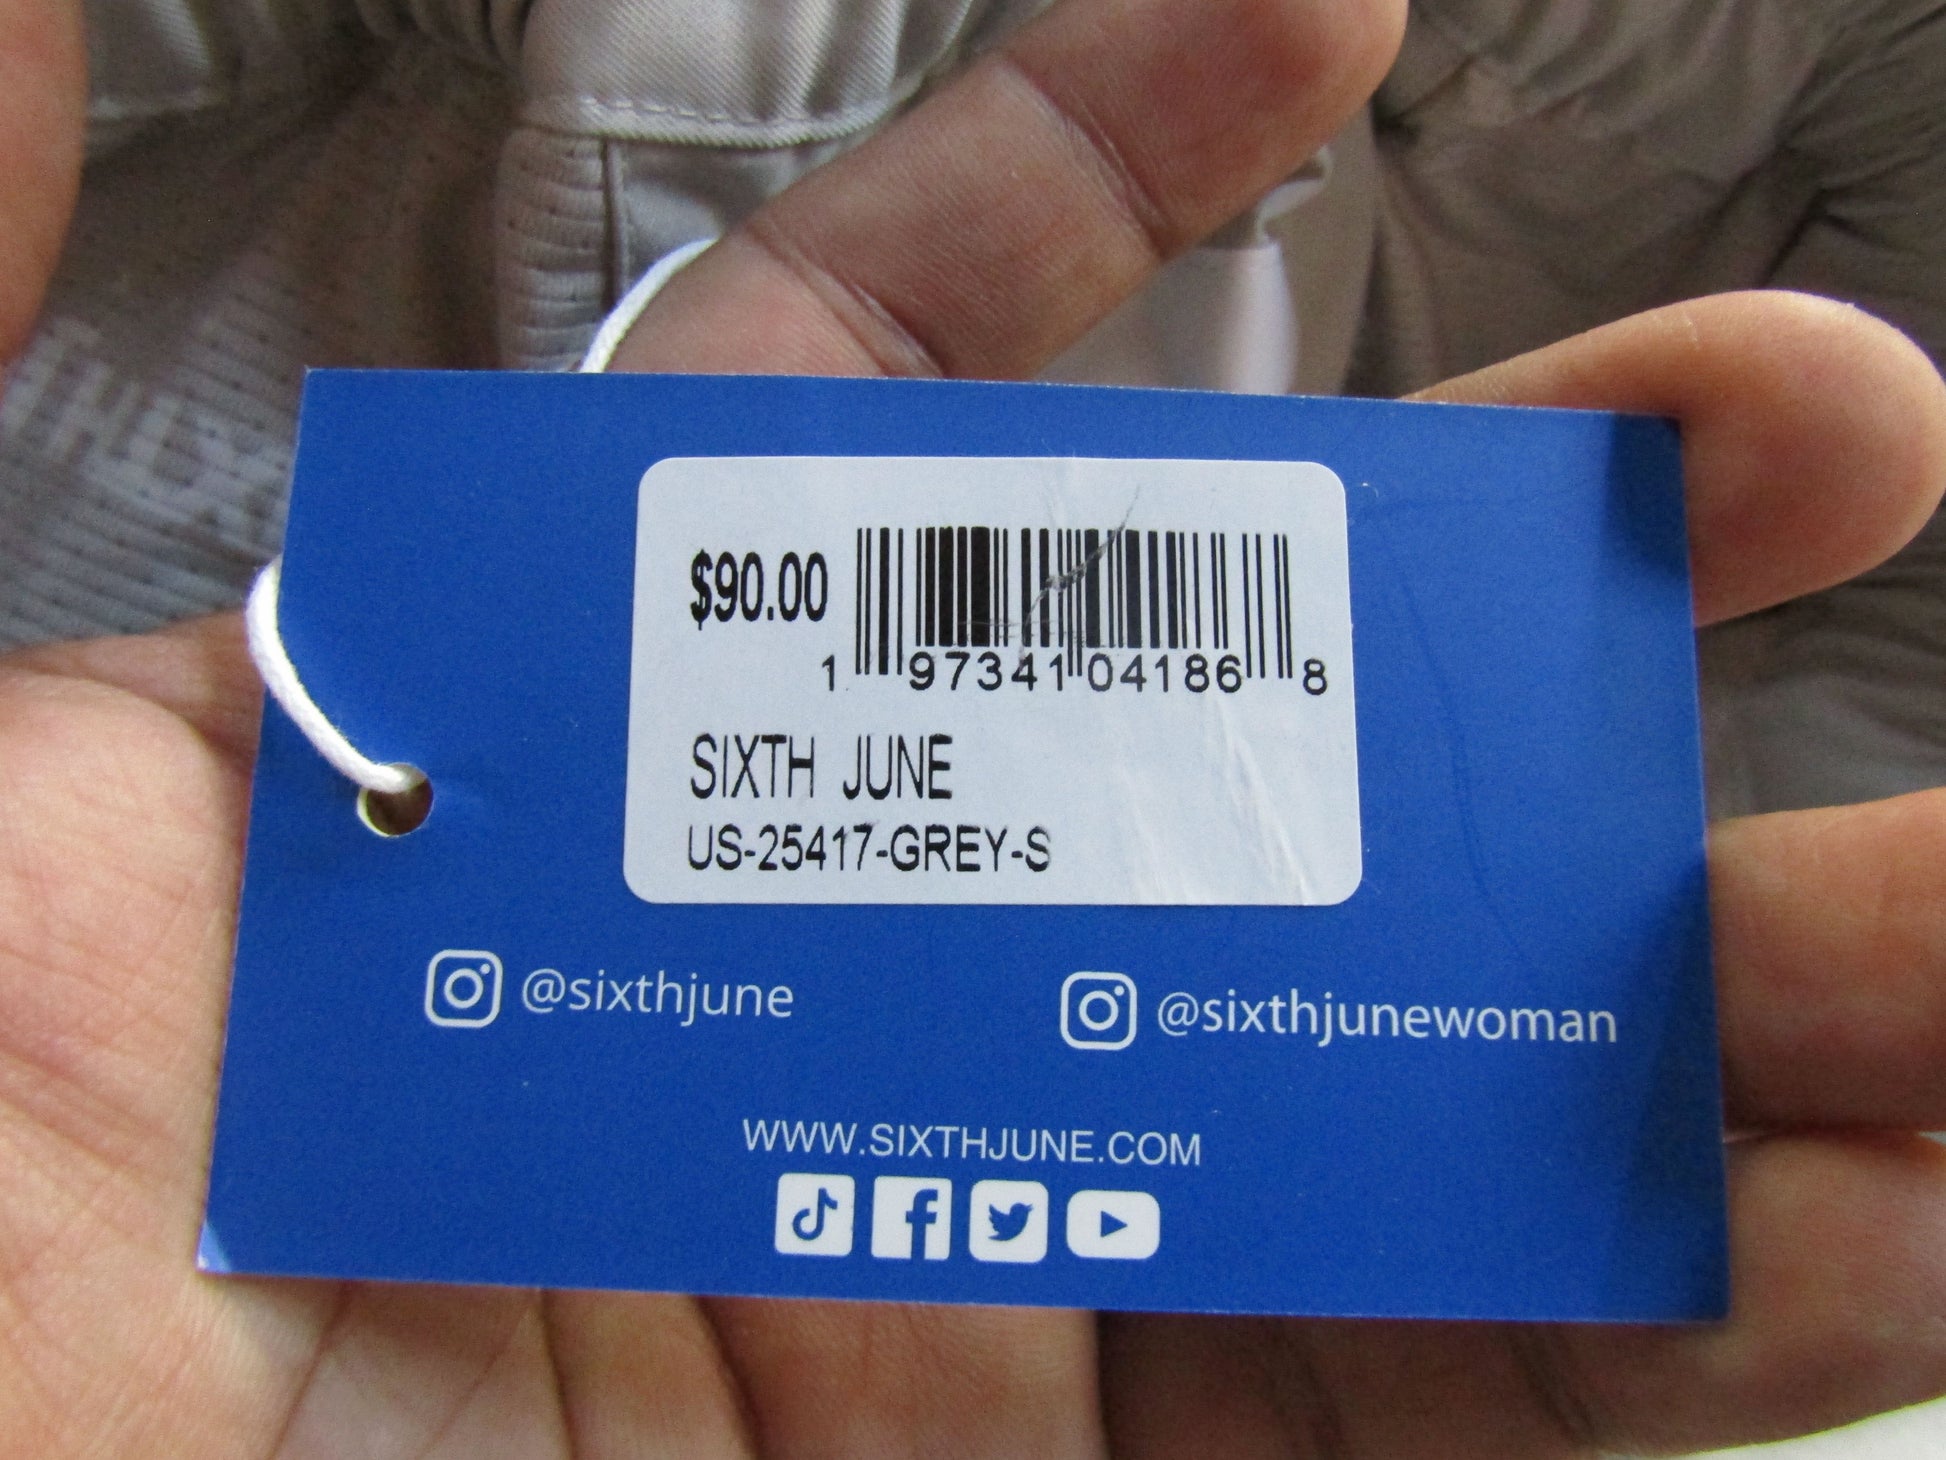 $90.00
1 97341 04186 8
SIXTH JUNE
US-25417-GREY-S
@sixthjune
@sixthjunewoman
WWW.SIXTHJUNE.COM